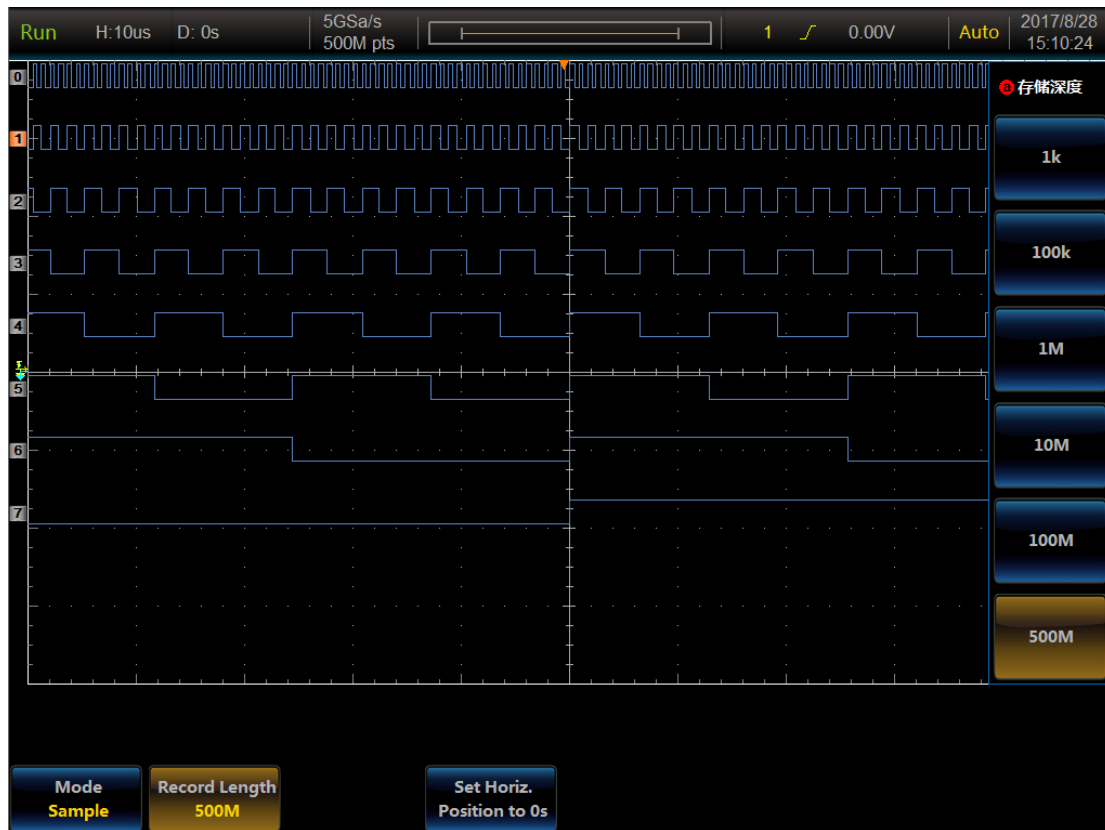 Run H:10us D: 0s 5GSa/s 1 0.00V Auto 2017/8/28
500M pts 15:10:24
0
1
2
3
4
5
6
7
a 存储深度
1k
100k
1M
10M
100M
500M
Mode
Sample
Record Length
500M
Set Horiz.
Position to 0s